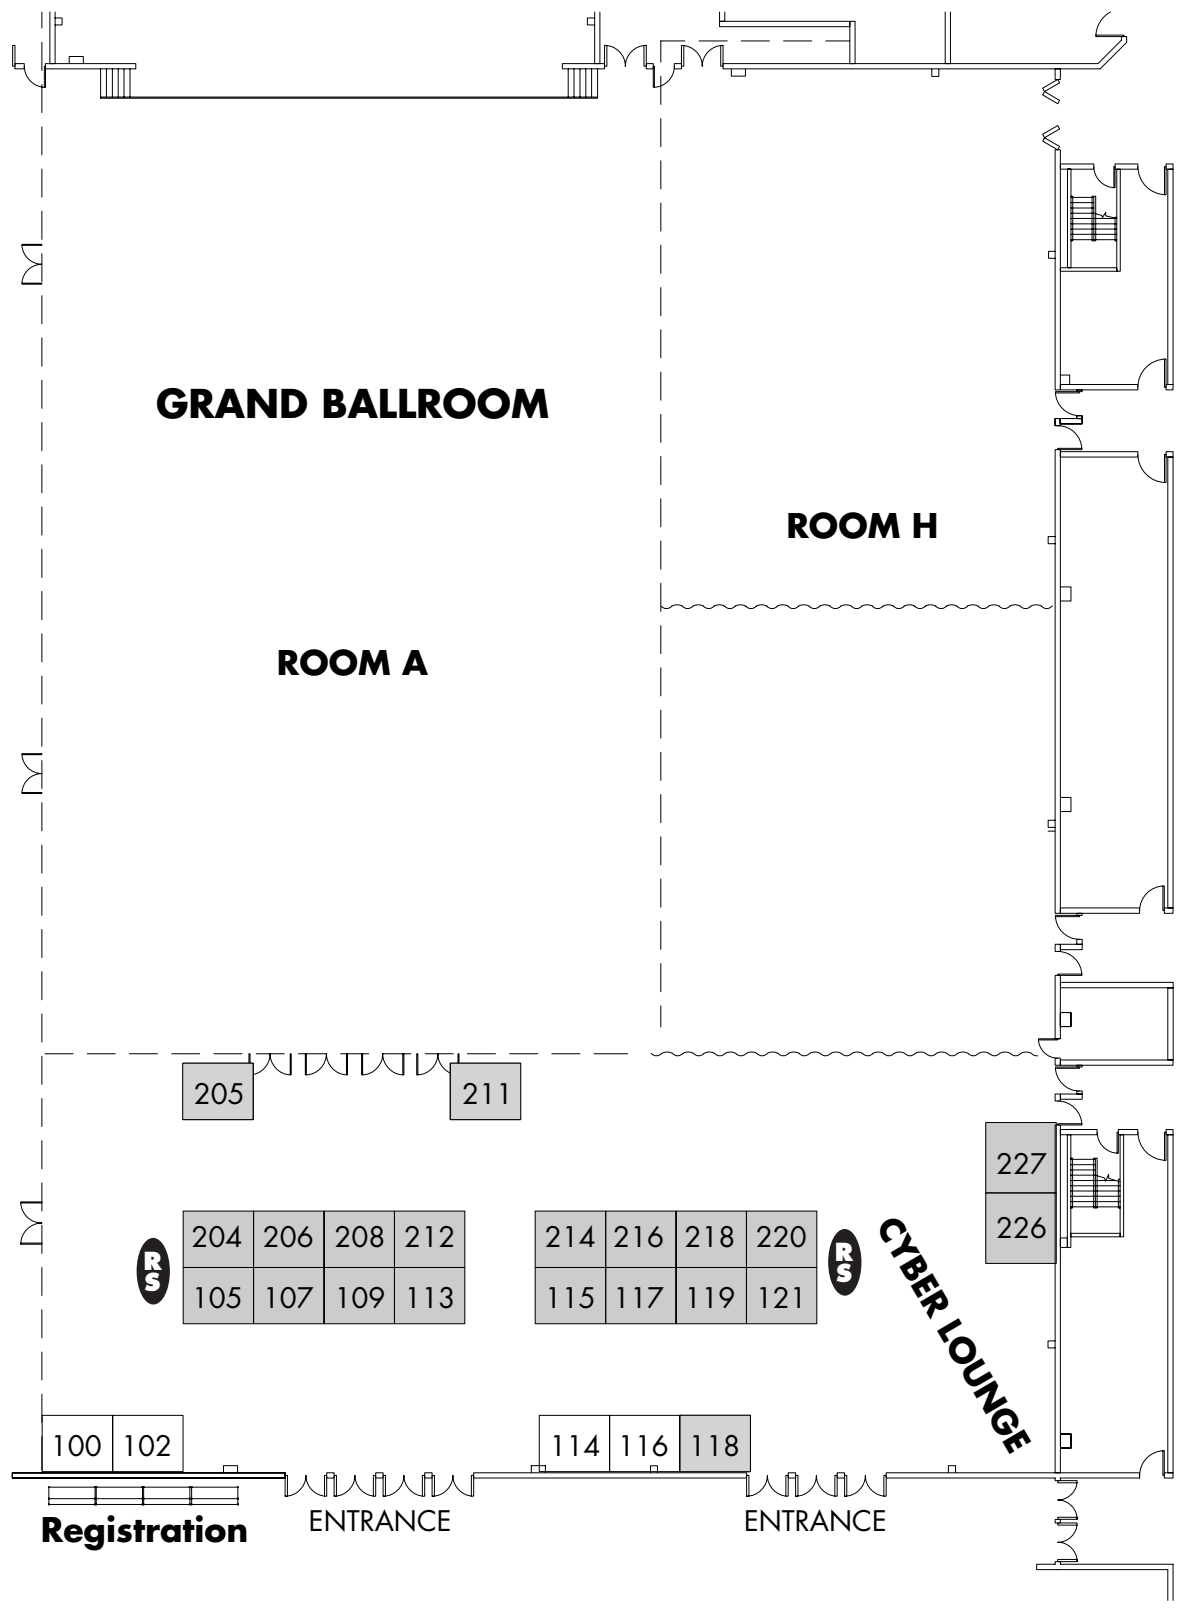 GRAND BALLROOM
ROOM H
ROOM A
205
211
227
226
204 206 208 212
214 216 218 220
RS
RS
105 107 109 113
115 117 119 121
CYBER LOUNGE
100 102
114 116 118
Registration
ENTRANCE
ENTRANCE